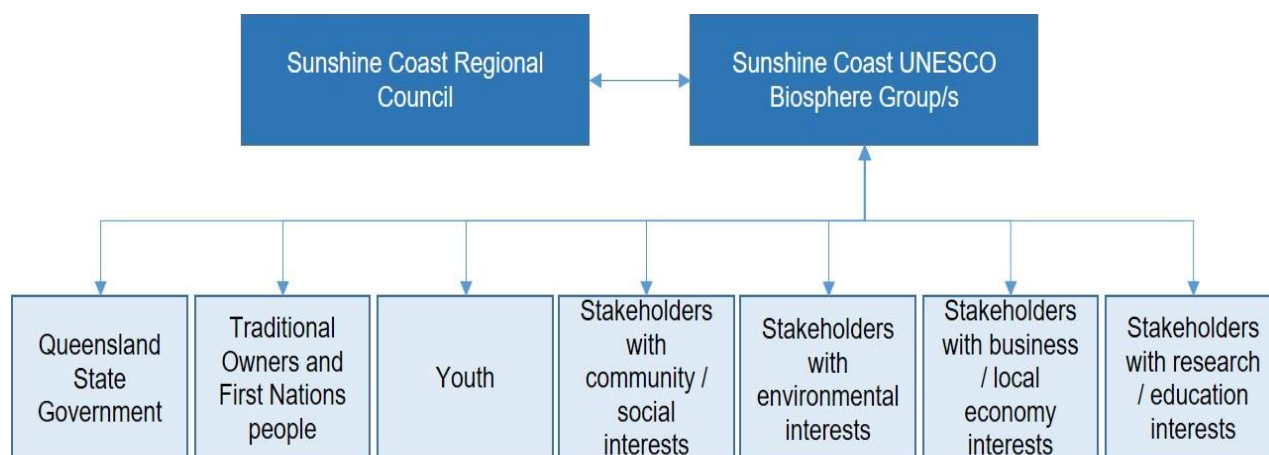 Sunshine Coast Regional
Council
Sunshine Coast UNESCO
Biosphere Group/s
Queensland
State
Government
Traditional
Owners and
First Nations
people
Youth
Stakeholders
with
community /
social
interests
Stakeholders
with
environmental
interests
Stakeholders
with business
/ local
economy
interests
Stakeholders
with research
/ education
interests